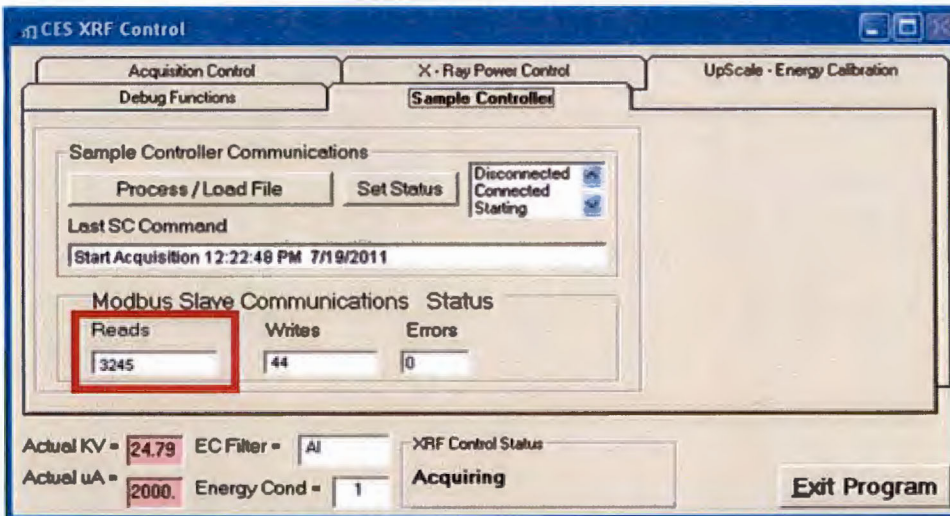 CES XRF Control
Acquisition Control X - Ray Power Control UpScale - Energy Calibration
Debug Functions Sample Controller
Sample Controller Communications
Process / Load File Set Status Disconnected
Connected
Starting
Last SC Command
Start Acquisition 12:22:48 PM 7/19/2011
Modbus Slave Communications Status
Reads Writes Errors
3245 44 0
Actual KV = 24.79 EC Filter = Al XRF Control Status
Actual uA = 2000. Energy Cond = 1 Acquiring
Exit Program